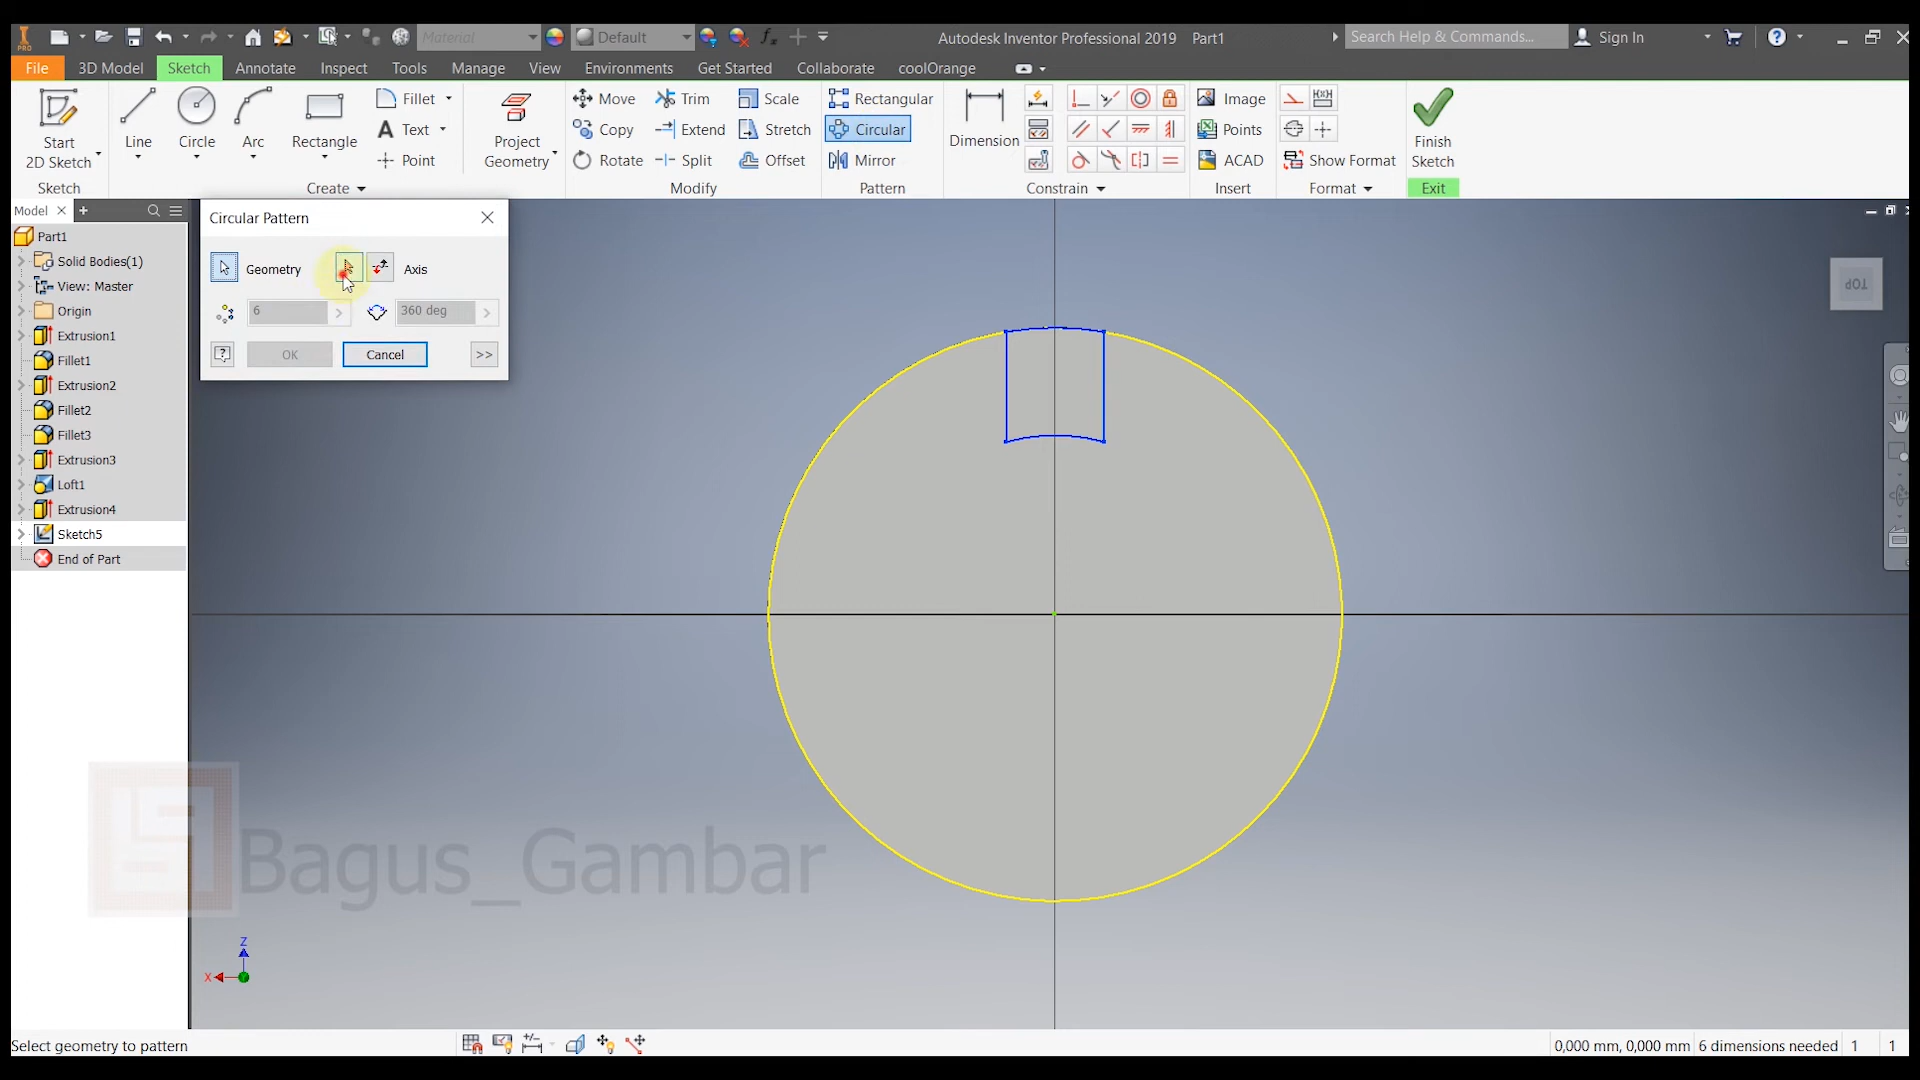 Material
Default
Autodesk Inventor Professional 2019 Part1
Search Help & Commands...
Sign In
PRO
File 3D Model Sketch Annotate Inspect Tools Manage View Environments Get Started Collaborate coolOrange
Start
2D Sketch
Sketch
Line
Circle
Arc
Rectangle
Fillet
Text
Point
Create
Project
Geometry
Move
Copy
Rotate
Trim
Extend
Split
Scale
Stretch
Offset
Modify
Rectangular
Circular
Mirror
Pattern
Dimension
Constrain
Image
Points
ACAD
Insert
Show Format
Format
Finish
Sketch
Exit
Model
Part1
Solid Bodies(1)
View: Master
Origin
Extrusion1
Fillet1
Extrusion2
Fillet2
Fillet3
Extrusion3
Loft1
Extrusion4
Sketch5
End of Part
Circular Pattern
Geometry
Axis
6
360 deg
OK
Cancel
>>
TOP
Bagus_Gambar
Z
X
Select geometry to pattern
0,000 mm, 0,000 mm 6 dimensions needed 1 1